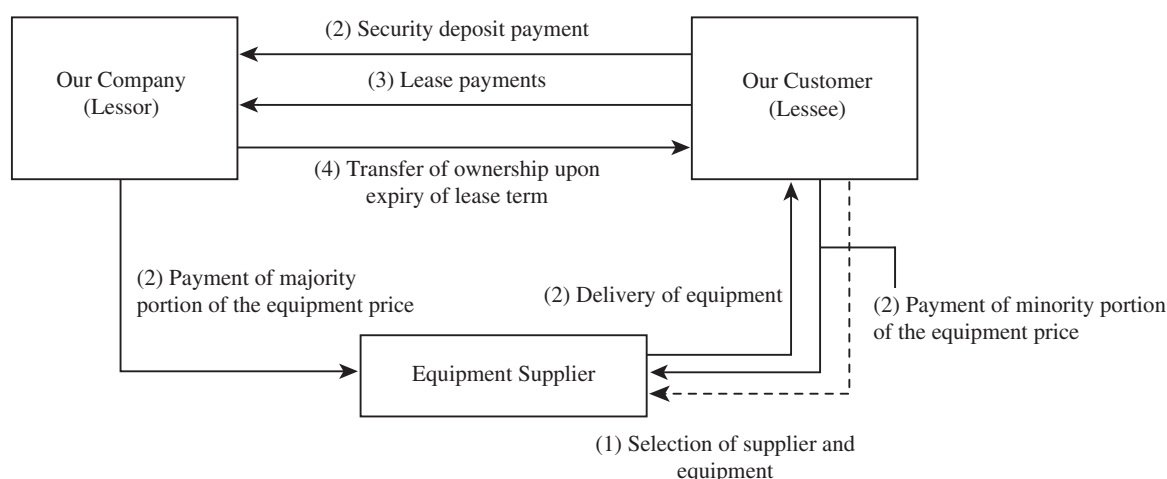 (2) Security deposit payment
Our Company
(Lessor)
(3) Lease payments
Our Customer
(Lessee)
(4) Transfer of ownership upon
expiry of lease term
(2) Payment of majority
portion of the equipment price
(2) Delivery of equipment
(2) Payment of minority portion
of the equipment price
Equipment Supplier
(1) Selection of supplier and
equipment